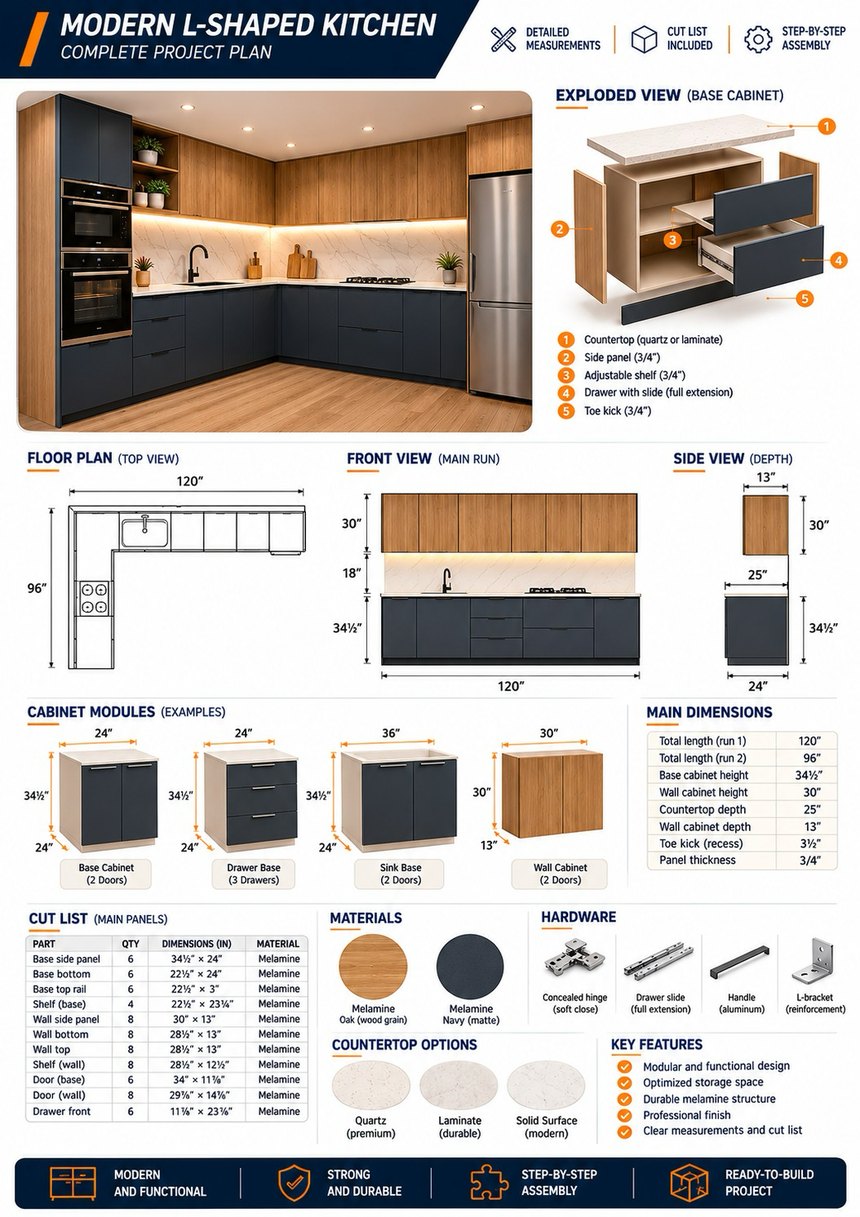 MODERN L-SHAPED KITCHEN
COMPLETE PROJECT PLAN
DETAILED
MEASUREMENTS
CUT LIST
INCLUDED
STEP-BY-STEP
ASSEMBLY
EXPLODED VIEW (BASE CABINET)
1
2
3
4
5
1 Countertop (quartz or laminate)
2 Side panel (3/4")
3 Adjustable shelf (3/4")
4 Drawer with slide (full extension)
5 Toe kick (3/4")
FLOOR PLAN (TOP VIEW)
120"
96"
FRONT VIEW (MAIN RUN)
30"
18"
34½"
120"
SIDE VIEW (DEPTH)
13"
30"
25"
34½"
24"
CABINET MODULES (EXAMPLES)
24"
34½"
24"
Base Cabinet
(2 Doors)
24"
34½"
24"
Drawer Base
(3 Drawers)
36"
34½"
24"
Sink Base
(2 Doors)
30"
30"
13"
Wall Cabinet
(2 Doors)
MAIN DIMENSIONS
Total length (run 1) 120"
Total length (run 2) 96"
Base cabinet height 34½"
Wall cabinet height 30"
Countertop depth 25"
Wall cabinet depth 13"
Toe kick (recess) 3½"
Panel thickness 3/4"
CUT LIST (MAIN PANELS)
PART QTY DIMENSIONS (IN) MATERIAL
Base side panel 6 34½" × 24" Melamine
Base bottom 6 22½" × 24" Melamine
Base top rail 6 22½" × 3" Melamine
Shelf (base) 4 22½" × 23¼" Melamine
Wall side panel 8 30" × 13" Melamine
Wall bottom 8 28½" × 13" Melamine
Wall top 8 28½" × 13" Melamine
Shelf (wall) 8 28½" × 12½" Melamine
Door (base) 6 34" × Melamine
Door (wall) 8 Melamine
Drawer front 6 Melamine
MATERIALS
Melamine
Oak (wood grain)
Melamine
Navy (matte)
HARDWARE
Concealed hinge
(soft close)
Drawer slide
(full extension)
Handle
(aluminum)
L-bracket
(reinforcement)
COUNTERTOP OPTIONS
Quartz
(premium)
Laminate
(durable)
Solid Surface
(modern)
KEY FEATURES
Modular and functional design
Optimized storage space
Durable melamine structure
Professional finish
Clear measurements and cut list
MODERN
AND FUNCTIONAL
STRONG
AND DURABLE
STEP-BY-STEP
ASSEMBLY
READY-TO-BUILD
PROJECT